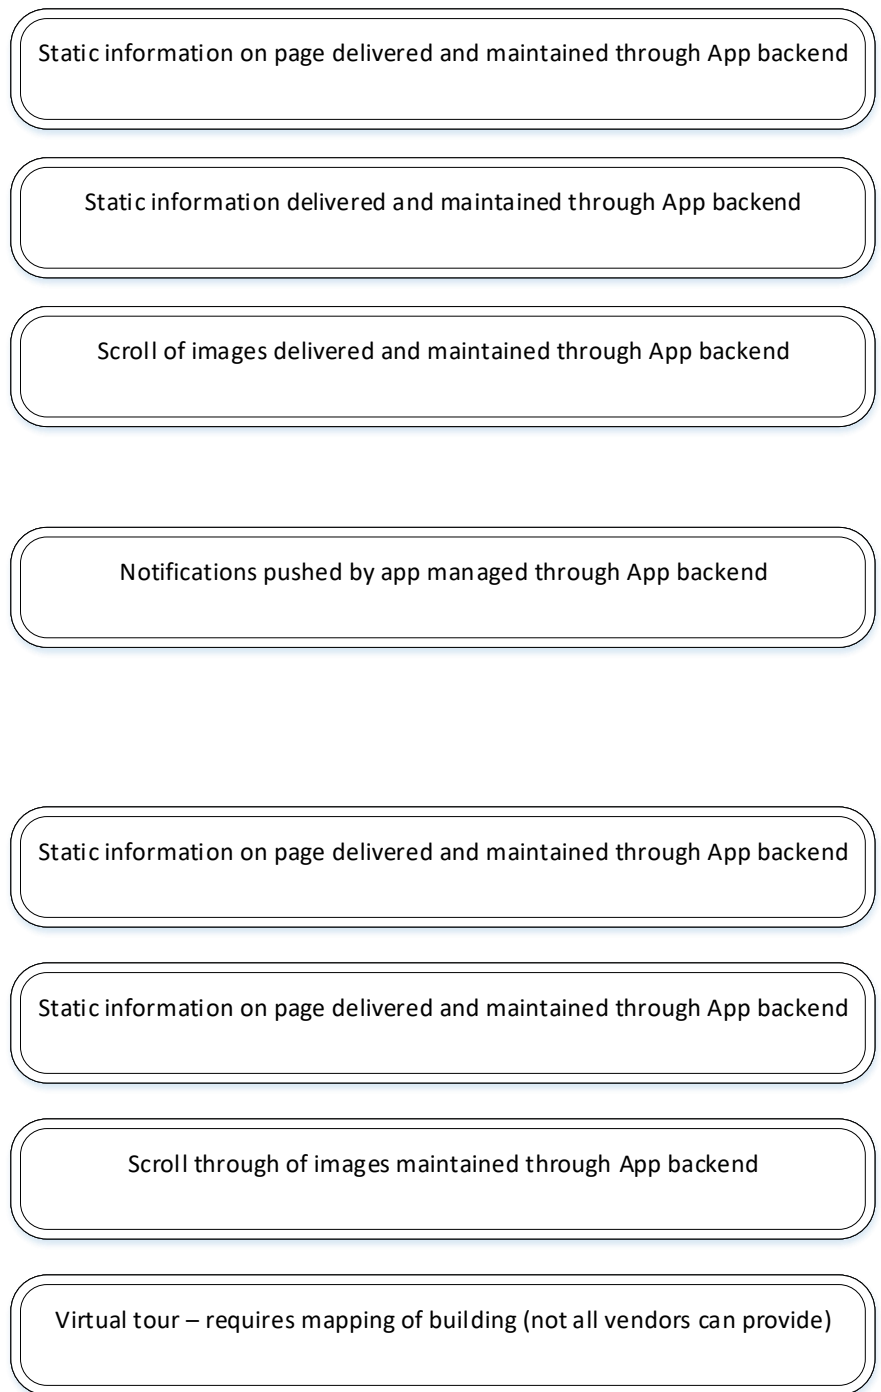 Static information on page delivered and maintained through App backend
Static information delivered and maintained through App backend
Scroll of images delivered and maintained through App backend
Notifications pushed by app managed through App backend
Static information on page delivered and maintained through App backend
Static information on page delivered and maintained through App backend
Scroll through of images maintained through App backend
Virtual tour – requires mapping of building (not all vendors can provide)